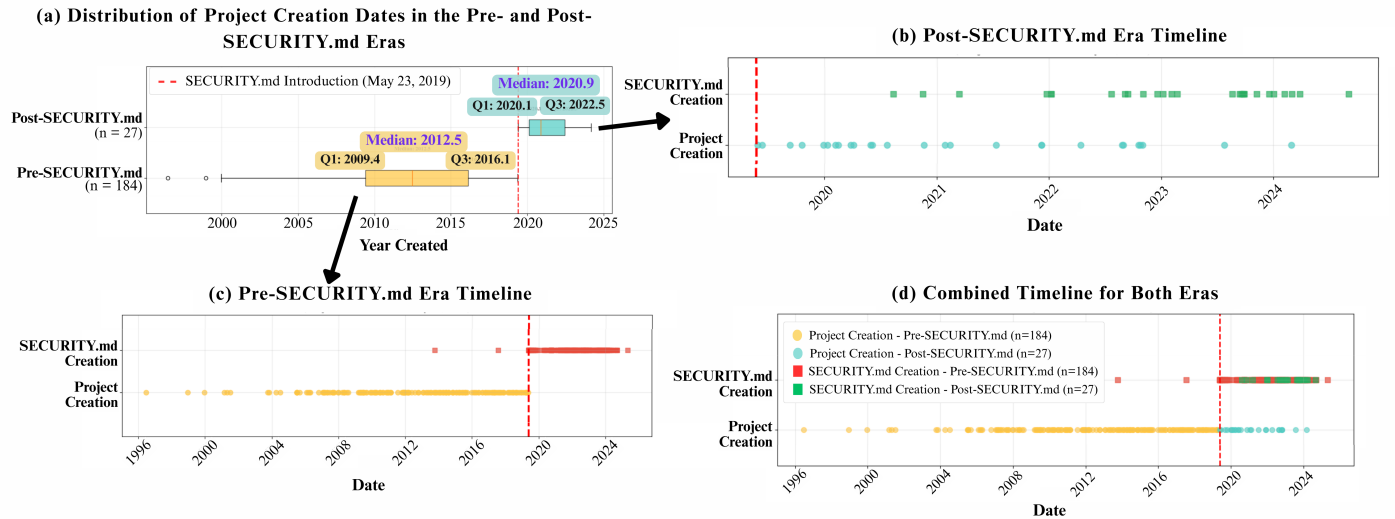 (a) Distribution of Project Creation Dates in the Pre- and Post-
SECURITY.md Eras
SECURITY.md Introduction (May 23, 2019)
Median: 2020.9
Q1: 2020.1
Q3: 2022.5
Post-SECURITY.md
(n = 27)
Median: 2012.5
Q1: 2009.4
Q3: 2016.1
Pre-SECURITY.md
(n = 184)
2000
2005
2010
2015
2020
2025
Year Created
(b) Post-SECURITY.md Era Timeline
SECURITY.md
Creation
Project
Creation
2020
2021
2022
2023
2024
Date
(c) Pre-SECURITY.md Era Timeline
SECURITY.md
Creation
Project
Creation
1996
2000
2004
2008
2012
2016
2020
2024
Date
(d) Combined Timeline for Both Eras
Project Creation - Pre-SECURITY.md (n=184)
Project Creation - Post-SECURITY.md (n=27)
SECURITY.md Creation - Pre-SECURITY.md (n=184)
SECURITY.md Creation - Post-SECURITY.md (n=27)
SECURITY.md
Creation
Project
Creation
1996
2000
2004
2008
2012
2016
2020
2024
Date